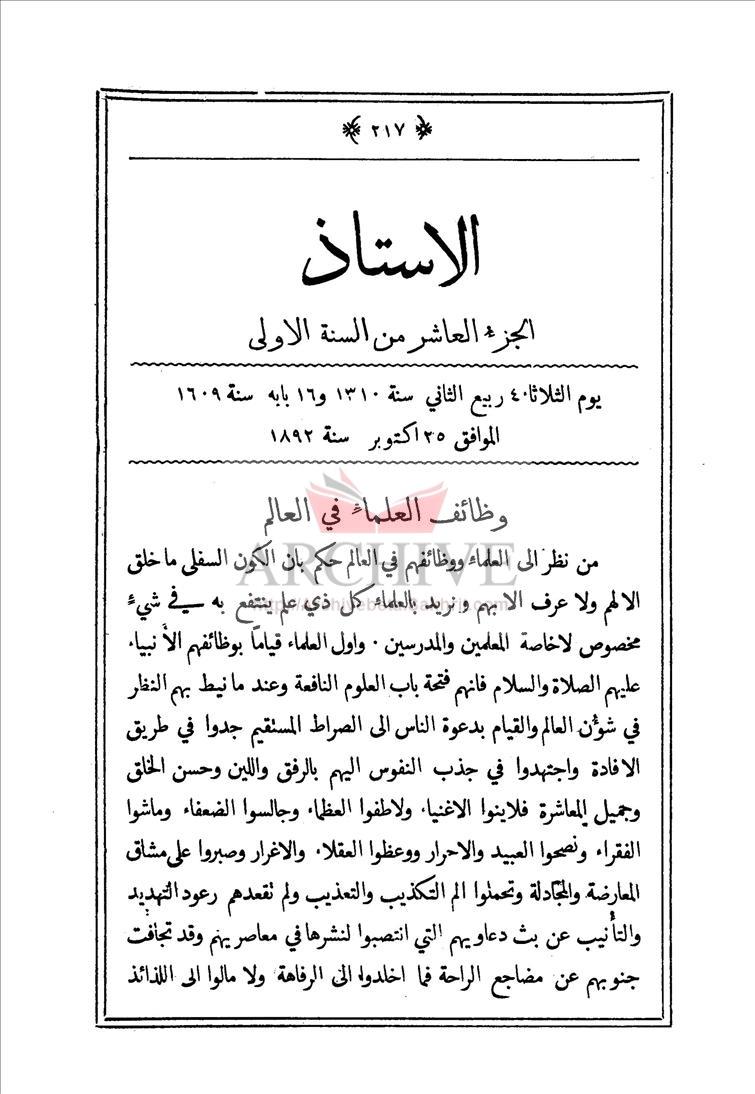 ﴿ ٢١٧ ﴾
الاستاذ
الجزء العاشر من السنة الاولى
يوم الثلاثاء ٤ ربيع الثاني سنة ١٣١٠ و١٦ بابه سنة ١٦٠٩
الموافق ٢٥ اكتوبر سنة ١٨٩٢
وظائف العلماء في العالم
من نظر الى العلماء ووظائفهم في العالم حكم بان الكون السفلى ما خلق
الا لهم ولا عرف الا بهم ونريد بالعلماء كل ذي علم ينتفع به في شيء
مخصوص لاخاصة المعلمين والمدرسين . واول العلماء قياماً بوظائفهم الأنبياء
عليهم الصلاة والسلام فانهم فتحة باب العلوم النافعة وعند ما نيط بهم النظر
في شؤن العالم والقيام بدعوة الناس الى الصراط المستقيم جدوا في طريق
الافادة واجتهدوا في جذب النفوس اليهم بالرفق واللين وحسن الخلق
وجميل المعاشرة فلاينوا الاغنياء ولاطفوا العظماء وجالسوا الضعفاء وماشوا
الفقراء ونصحوا العبيد والاحرار ووعظوا العقلاء والاغرار وصبروا على مشاق
المعارضة والمجادلة وتحملوا الم التكذيب والتعذيب ولم تقعدهم رعود التهديد
والتأنيب عن بث دعاويهم التي انتصبوا لنشرها في معاصريهم وقد تجافت
جنوبهم عن مضاجع الراحة فما اخلدوا الى الرفاهة ولا مالوا الى اللذائذ
ARCHIVE